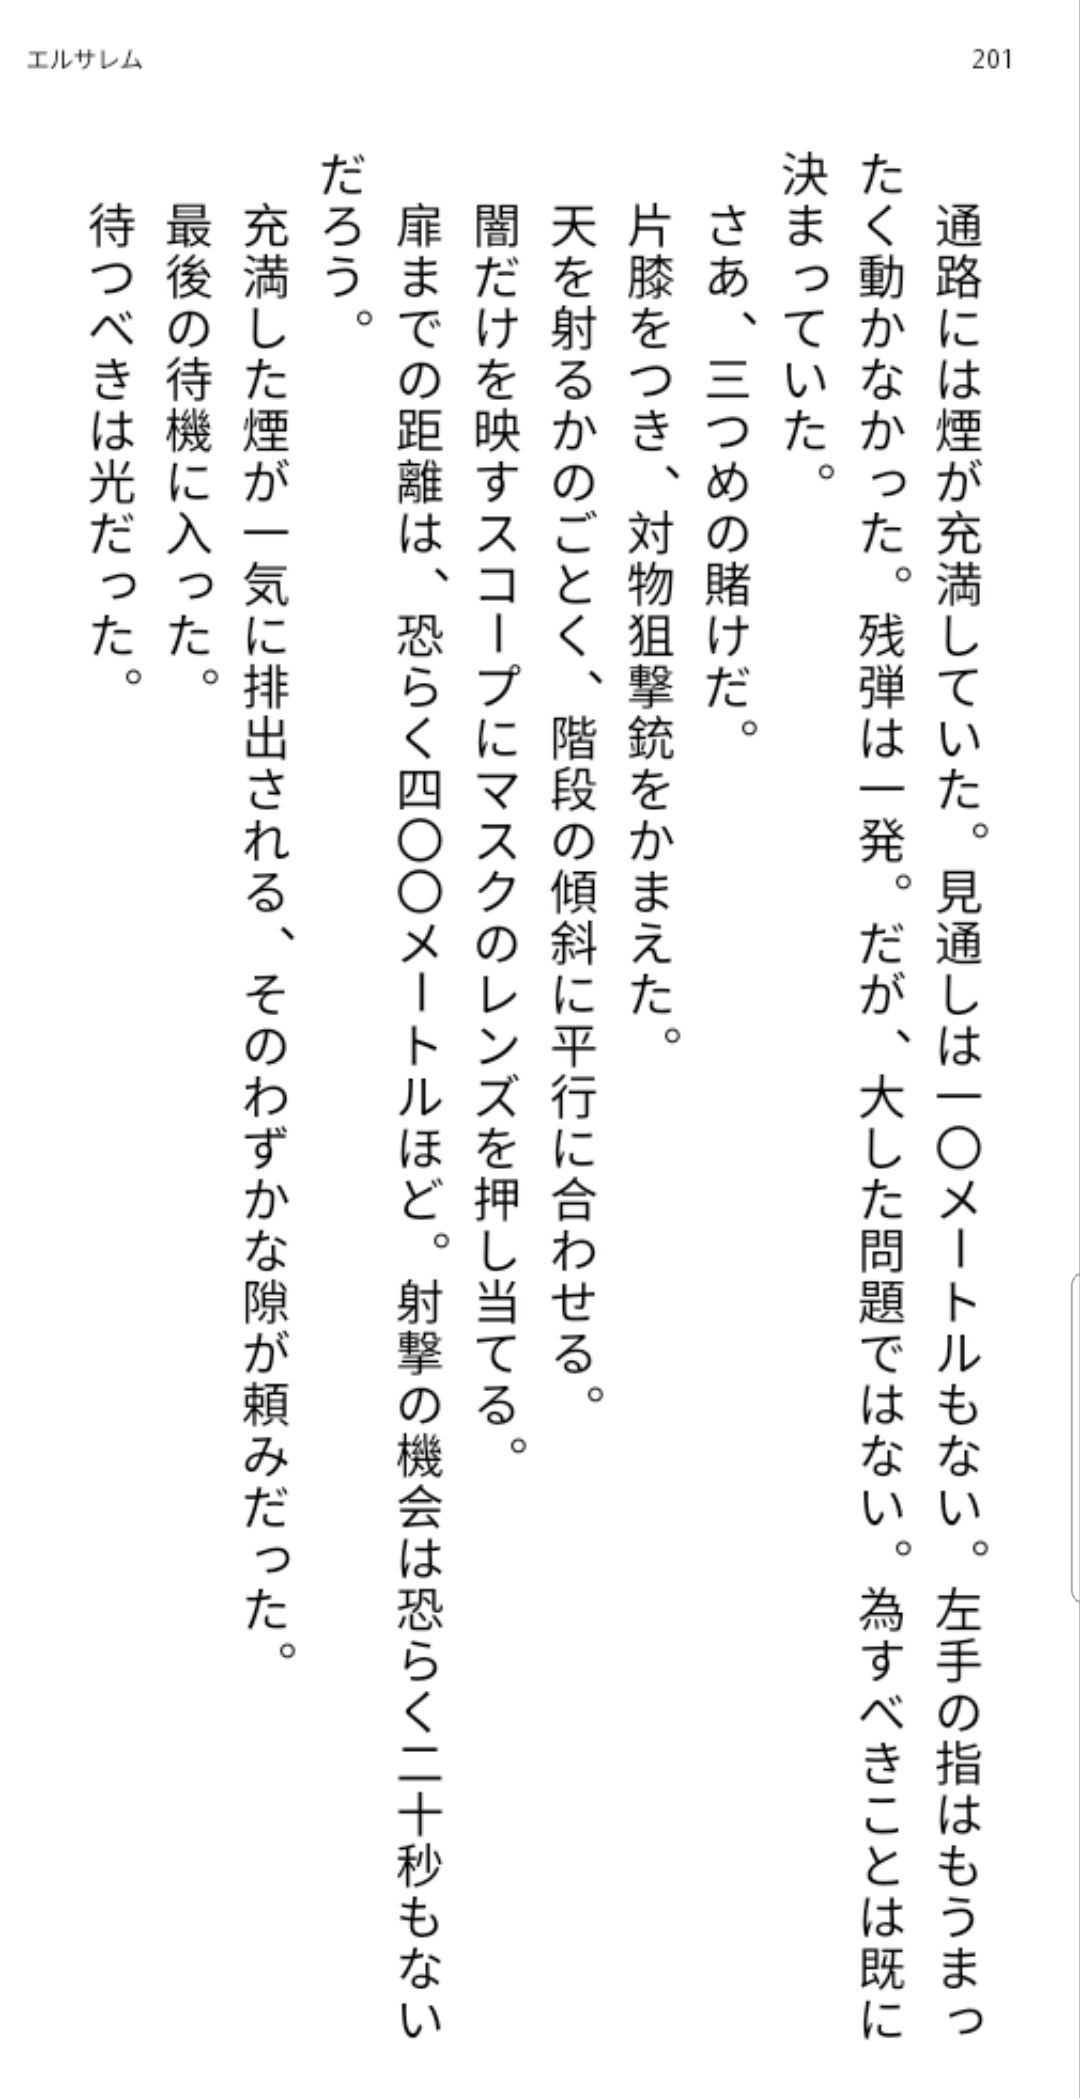 エルサレム
201
通路には煙が充満していた。見通しは一〇メートルもない。左手の指はもうまっ
たく動かなかった。残弾は一発。だが、大した問題ではない。為すべきことは既に
決まっていた。
さあ、三つめの賭けだ。
片膝をつき、対物狙撃銃をかまえた。
天を射るかのごとく、階段の傾斜に平行に合わせる。
闇だけを映すスコープにマスクのレンズを押し当てる。
扉までの距離は、恐らく四〇〇メートルほど。射撃の機会は恐らく二十秒もない
だろう。
充満した煙が一気に排出される、そのわずかな隙が頼みだった。
最後の待機に入った。
待つべきは光だった。